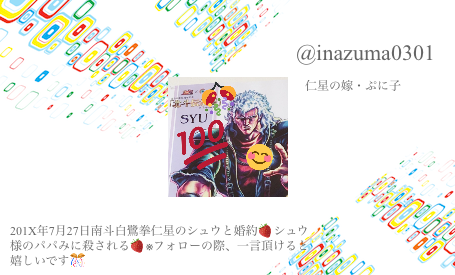 @inazuma0301
仁星の嫁・ぷに子
SYU
100
201X年7月27日南斗白鷺拳仁星のシュウと婚約🍓シュウ
様のバブみに殺される🍓※フォローの際、一言頂けると
嬉しいです🎊